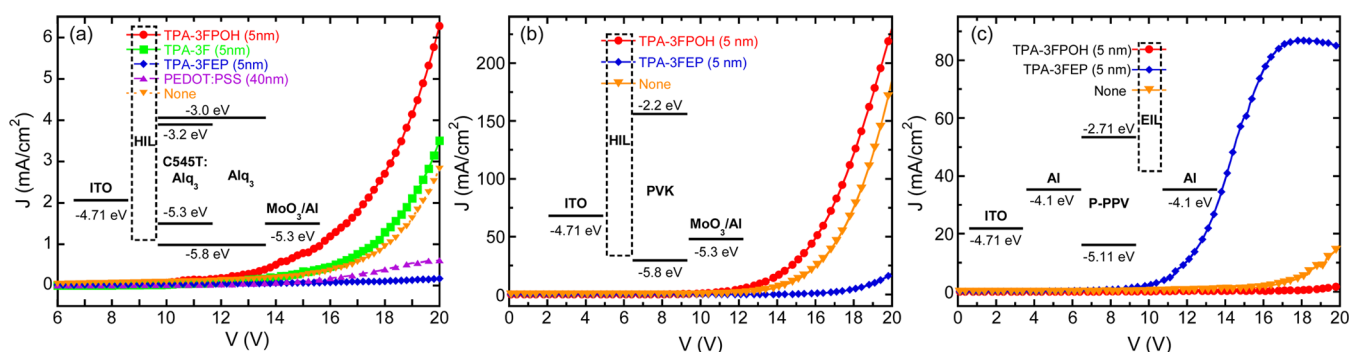 (a)
TPA-3FPOH (5nm)
TPA-3F (5nm)
TPA-3FEP (5nm)
PEDOT:PSS (40nm)
None
-3.0 eV
-3.2 eV
HIL
C545T:
Alq3
Alq3
ITO
-4.71 eV
-5.3 eV
MoO3/Al
-5.3 eV
-5.8 eV
J (mA/cm2)
6
5
4
3
2
1
0
6 8 10 12 14 16 18 20
V (V)
(b)
TPA-3FPOH (5 nm)
TPA-3FEP (5 nm)
None
-2.2 eV
HIL
PVK
ITO
-4.71 eV
MoO3/Al
-5.3 eV
-5.8 eV
J (mA/cm2)
225
200
175
150
125
100
75
50
25
0
0 2 4 6 8 10 12 14 16 18 20
V (V)
(c)
TPA-3FPOH (5 nm)
TPA-3FEP (5 nm)
None
EIL
-2.71 eV
Al
-4.1 eV
Al
-4.1 eV
P-PPV
ITO
-4.71 eV
-5.11 eV
J (mA/cm2)
80
60
40
20
0
0 2 4 6 8 10 12 14 16 18 20
V (V)